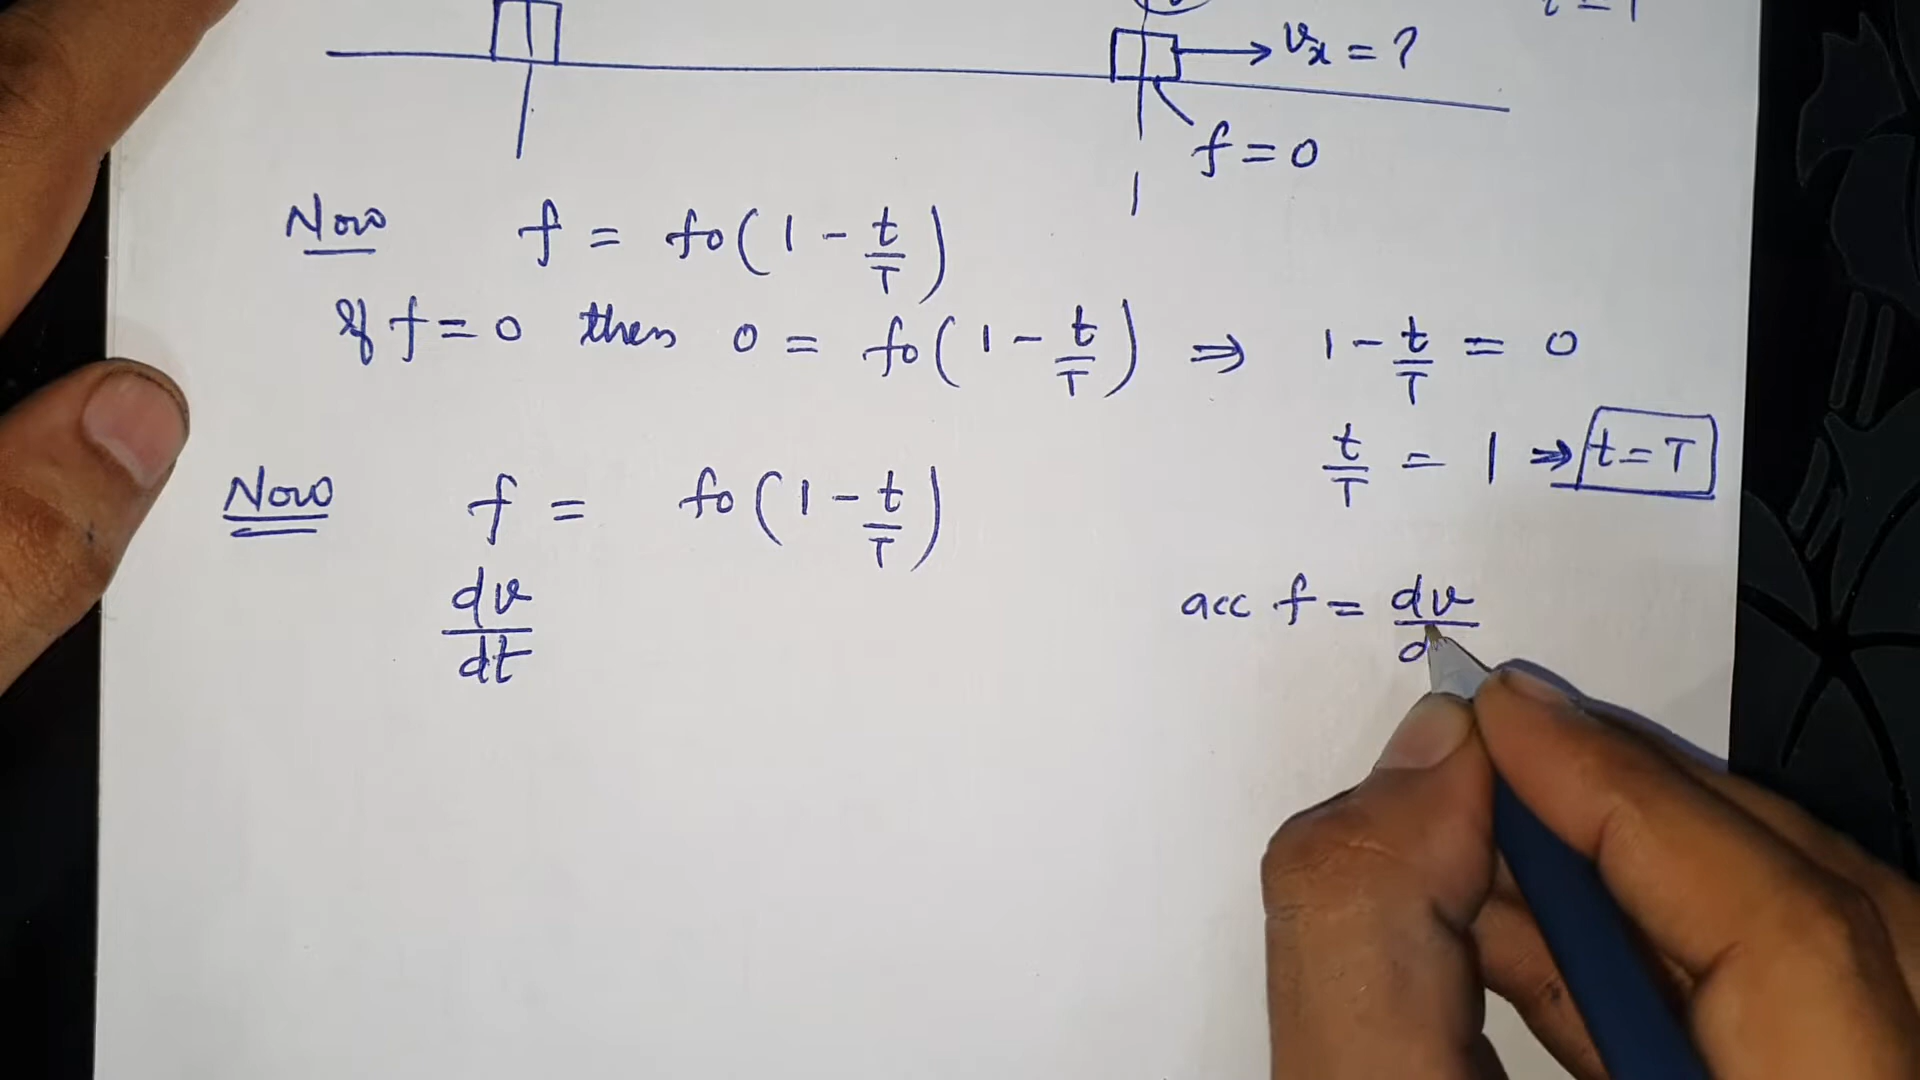 vx = ?
f = 0
Now f = fo(1 - t/T)
If f = 0 then 0 = fo(1 - t/T) ⇒ 1 - t/T = 0
t/T = 1 ⇒ t = T
Now f = fo(1 - t/T)
dv/dt
acc f = dv/d